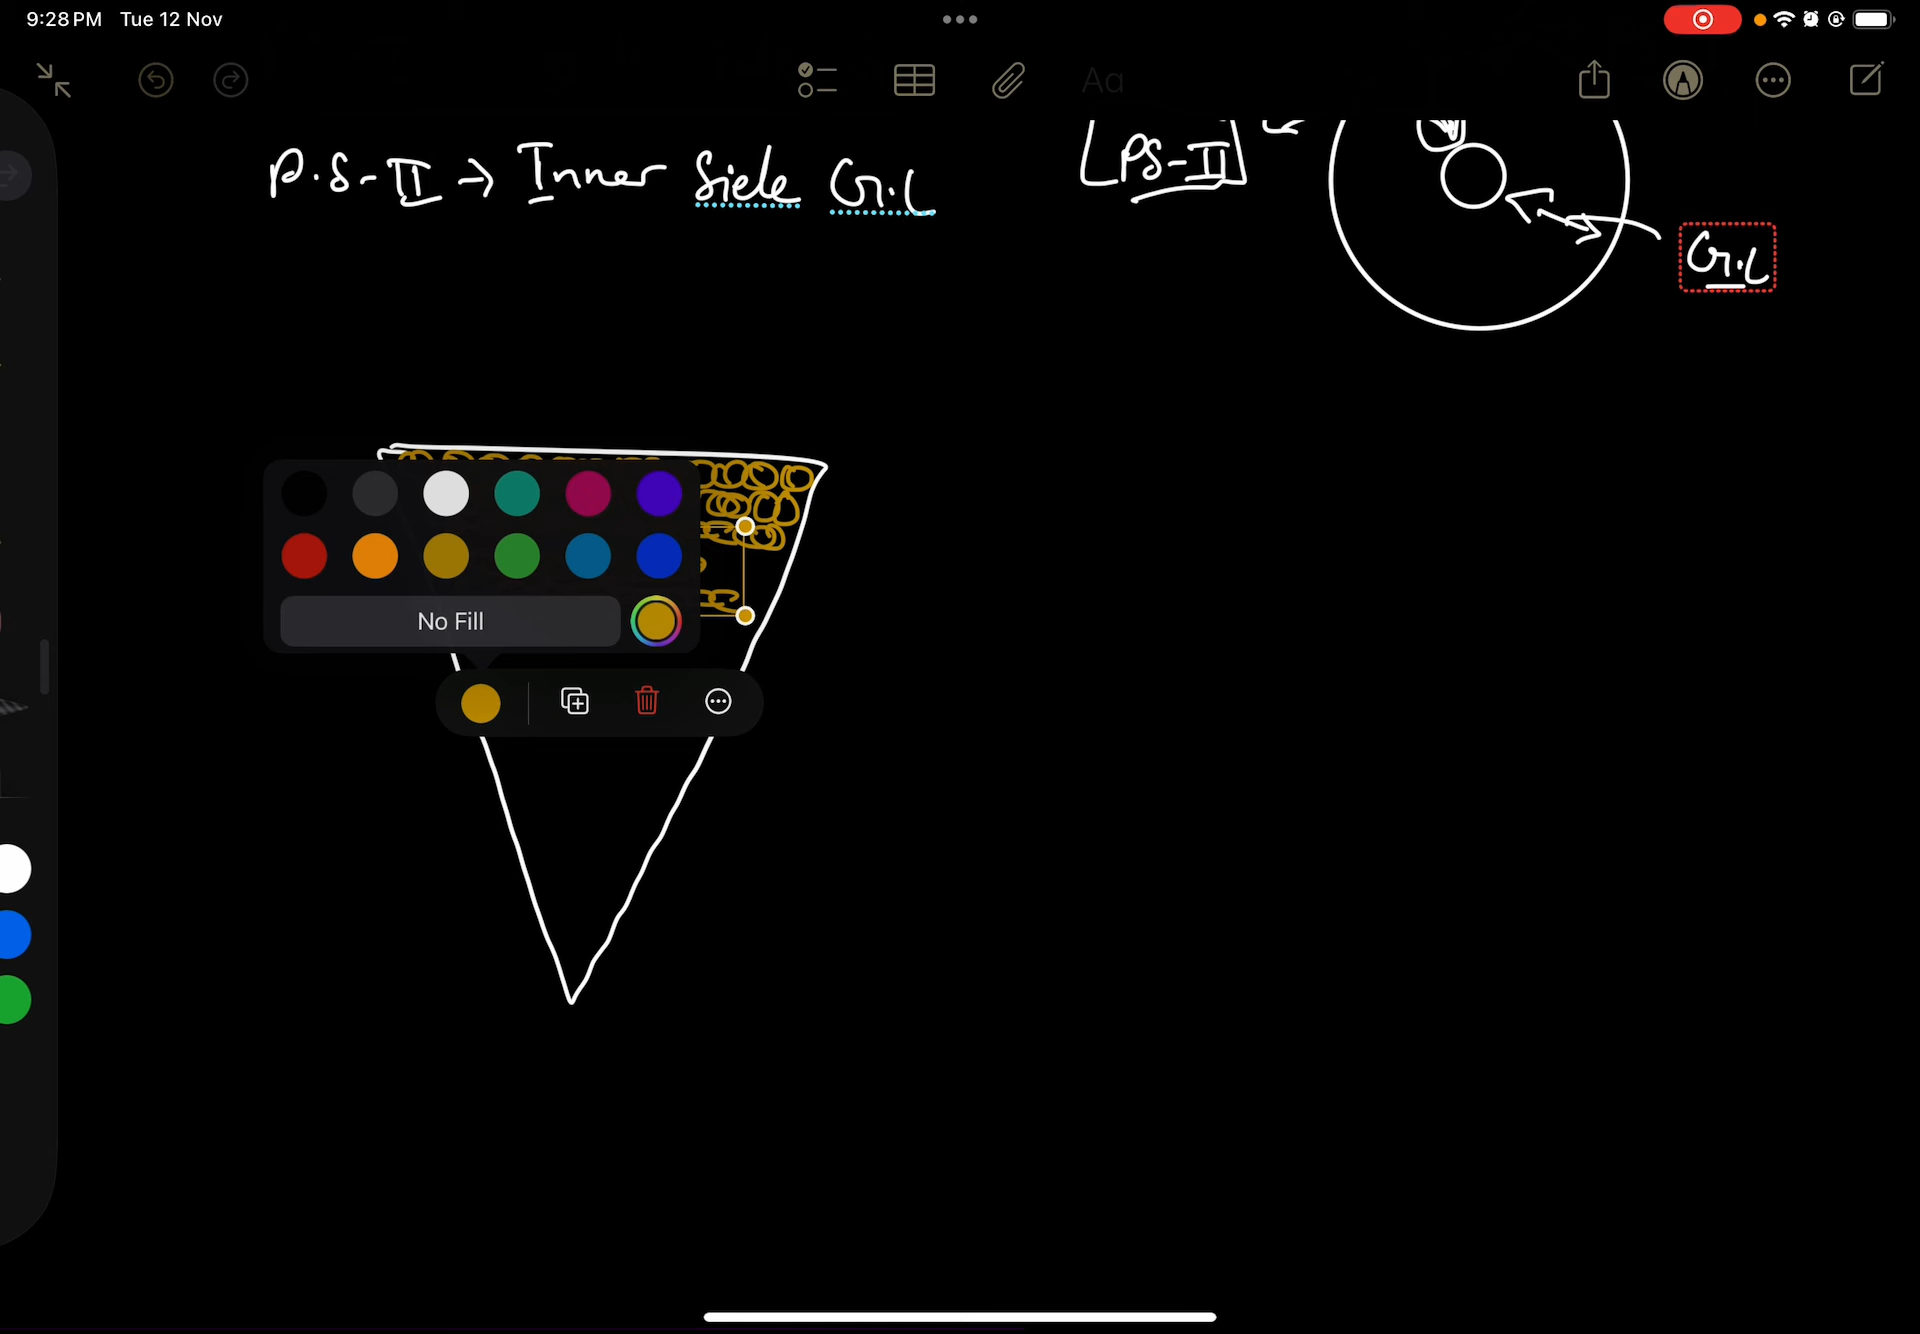 9:28 PM Tue 12 Nov
Aa
P.S-II → Inner Side G.L
PS-II
G.L
No Fill